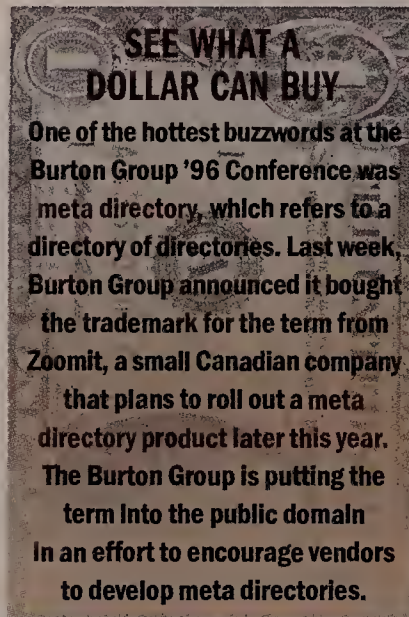 SEE WHAT A
DOLLAR CAN BUY
One of the hottest buzzwords at the
Burton Group '96 Conference was
meta directory, which refers to a
directory of directories. Last week,
Burton Group announced it bought
the trademark for the term from
Zoomit, a small Canadian company
that plans to roll out a meta
directory product later this year.
The Burton Group is putting the
term into the public domain
in an effort to encourage vendors
to develop meta directories.